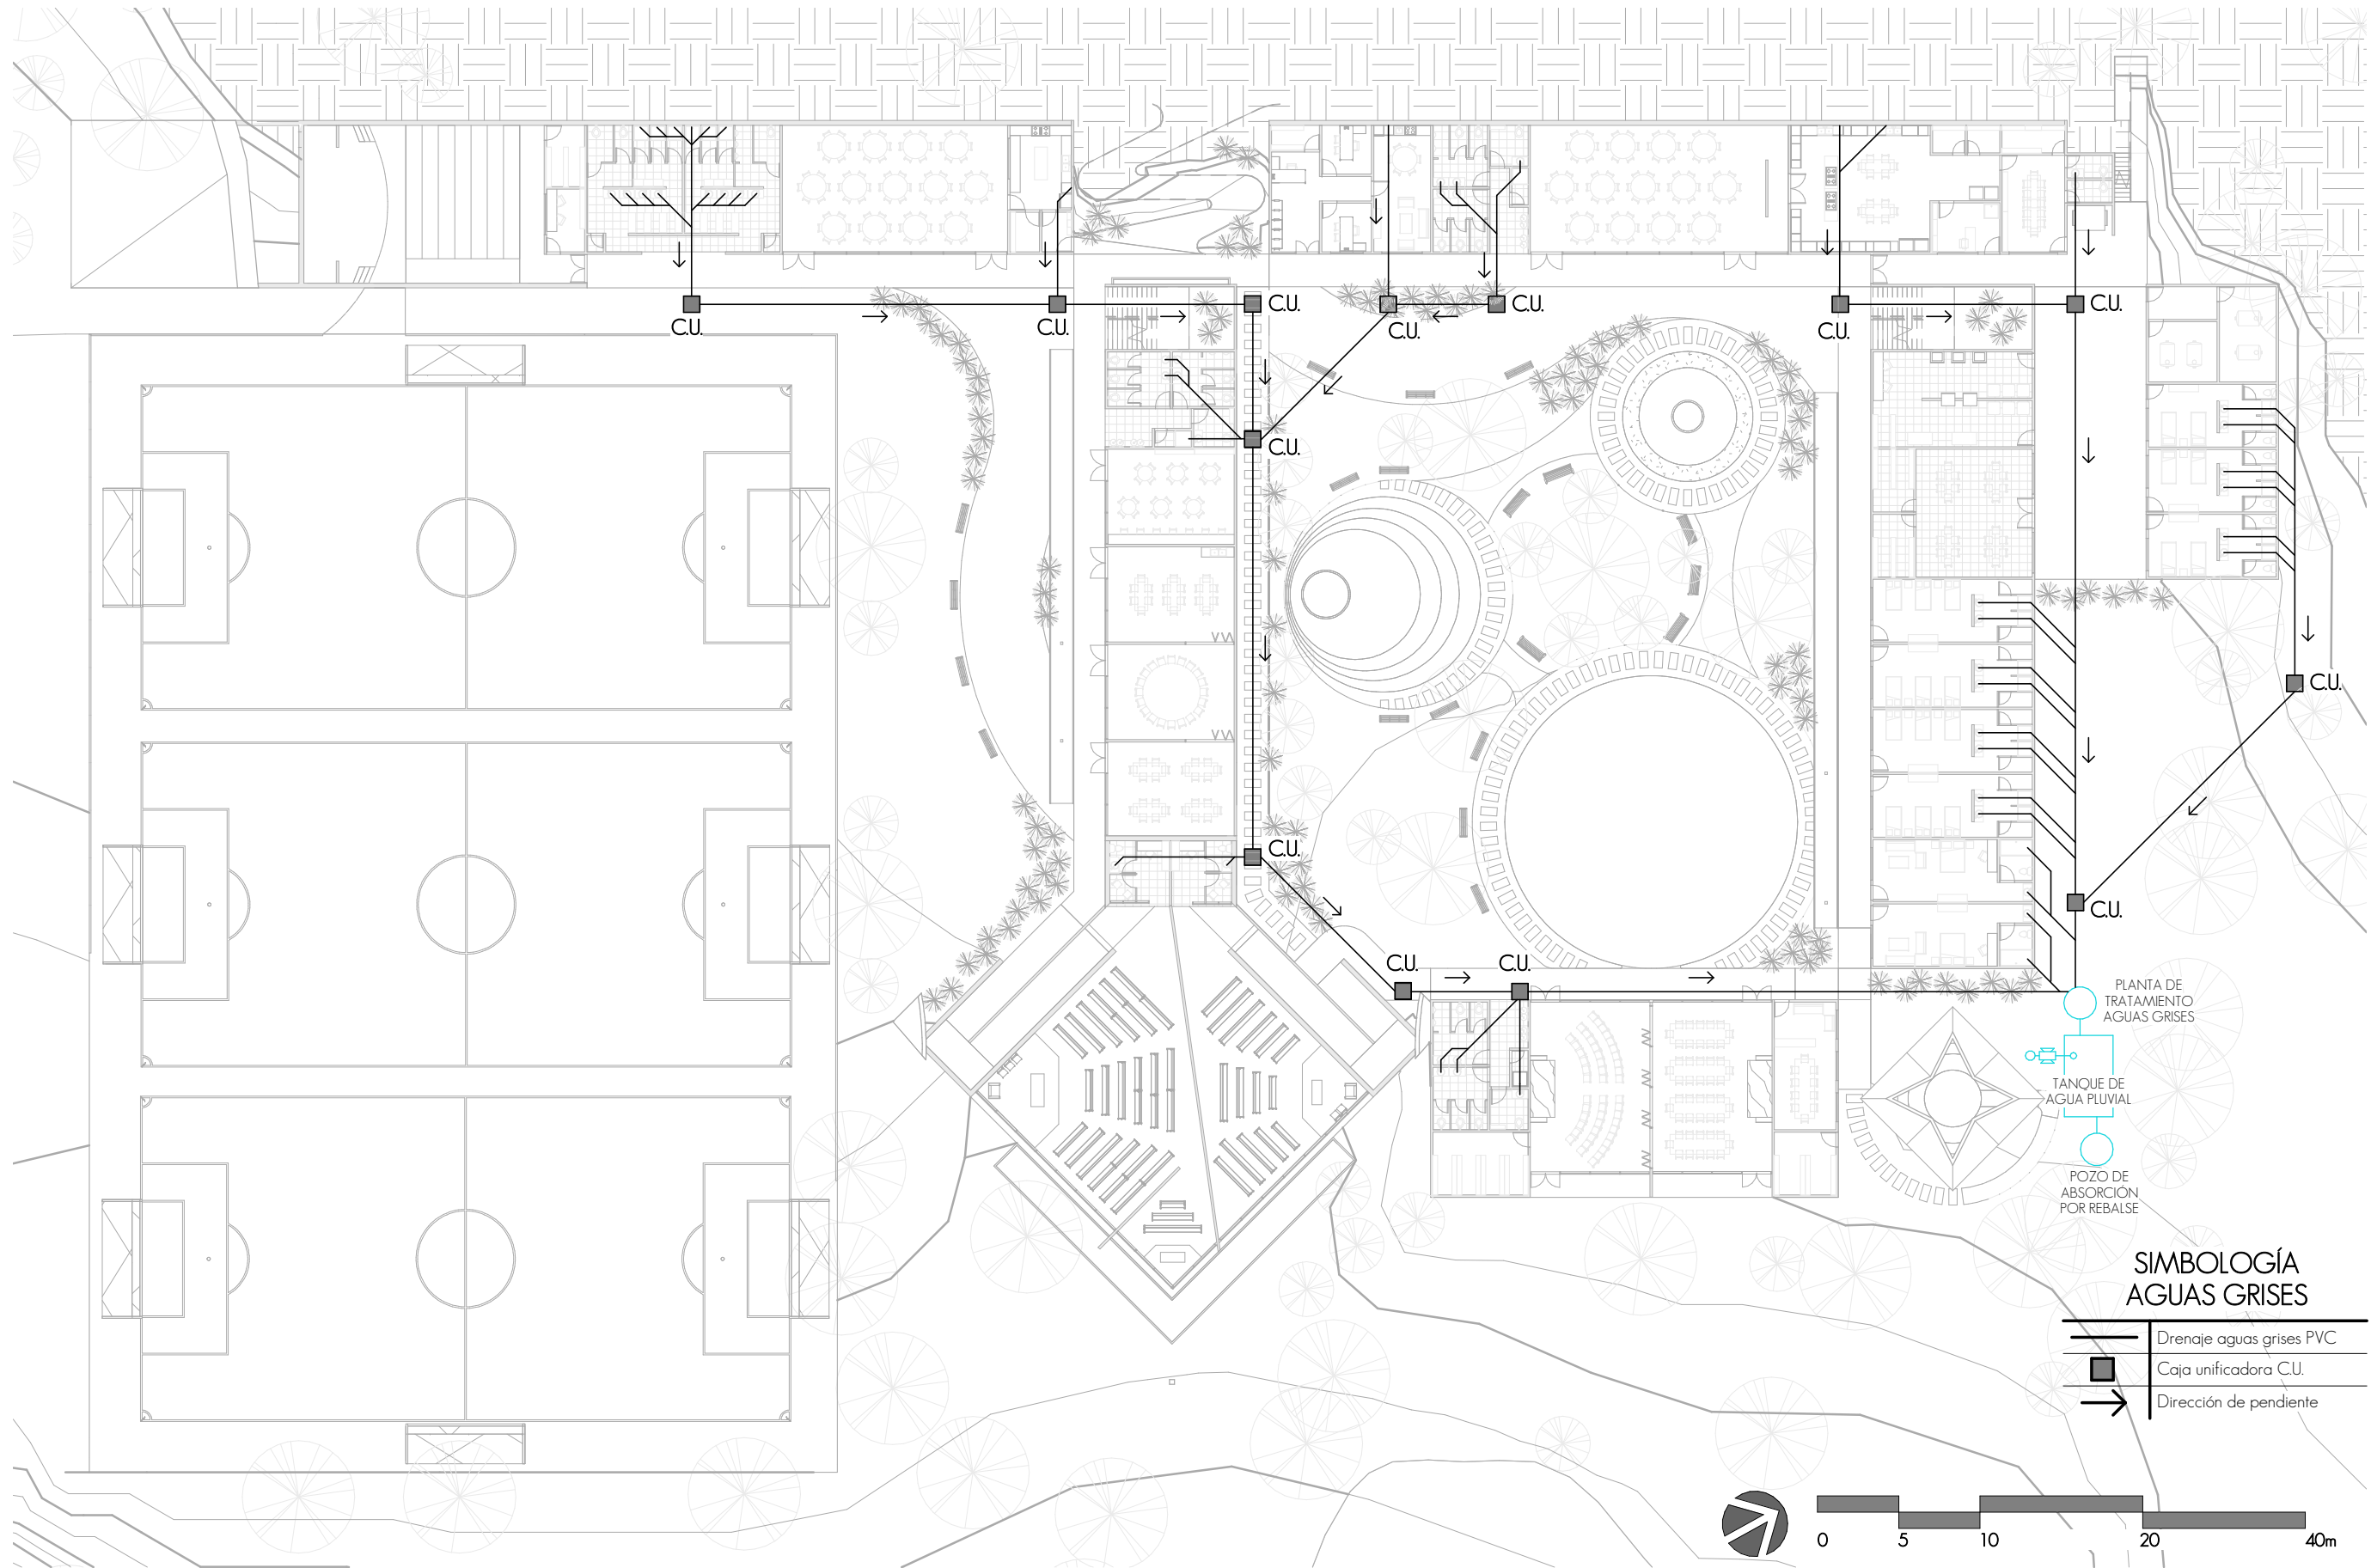 C.U.
C.U.
C.U.
C.U.
C.U.
C.U.
C.U.
C.U.
C.U.
C.U.
C.U.
C.U.
C.U.
PLANTA DE
TRATAMIENTO
AGUAS GRISES
TANQUE DE
AGUA PLUVIAL
POZO DE
ABSORCIÓN
POR REBALSE
SIMBOLOGÍA
AGUAS GRISES
Drenaje aguas grises PVC
Caja unificadora C.U.
Dirección de pendiente
0 5 10 20 40m